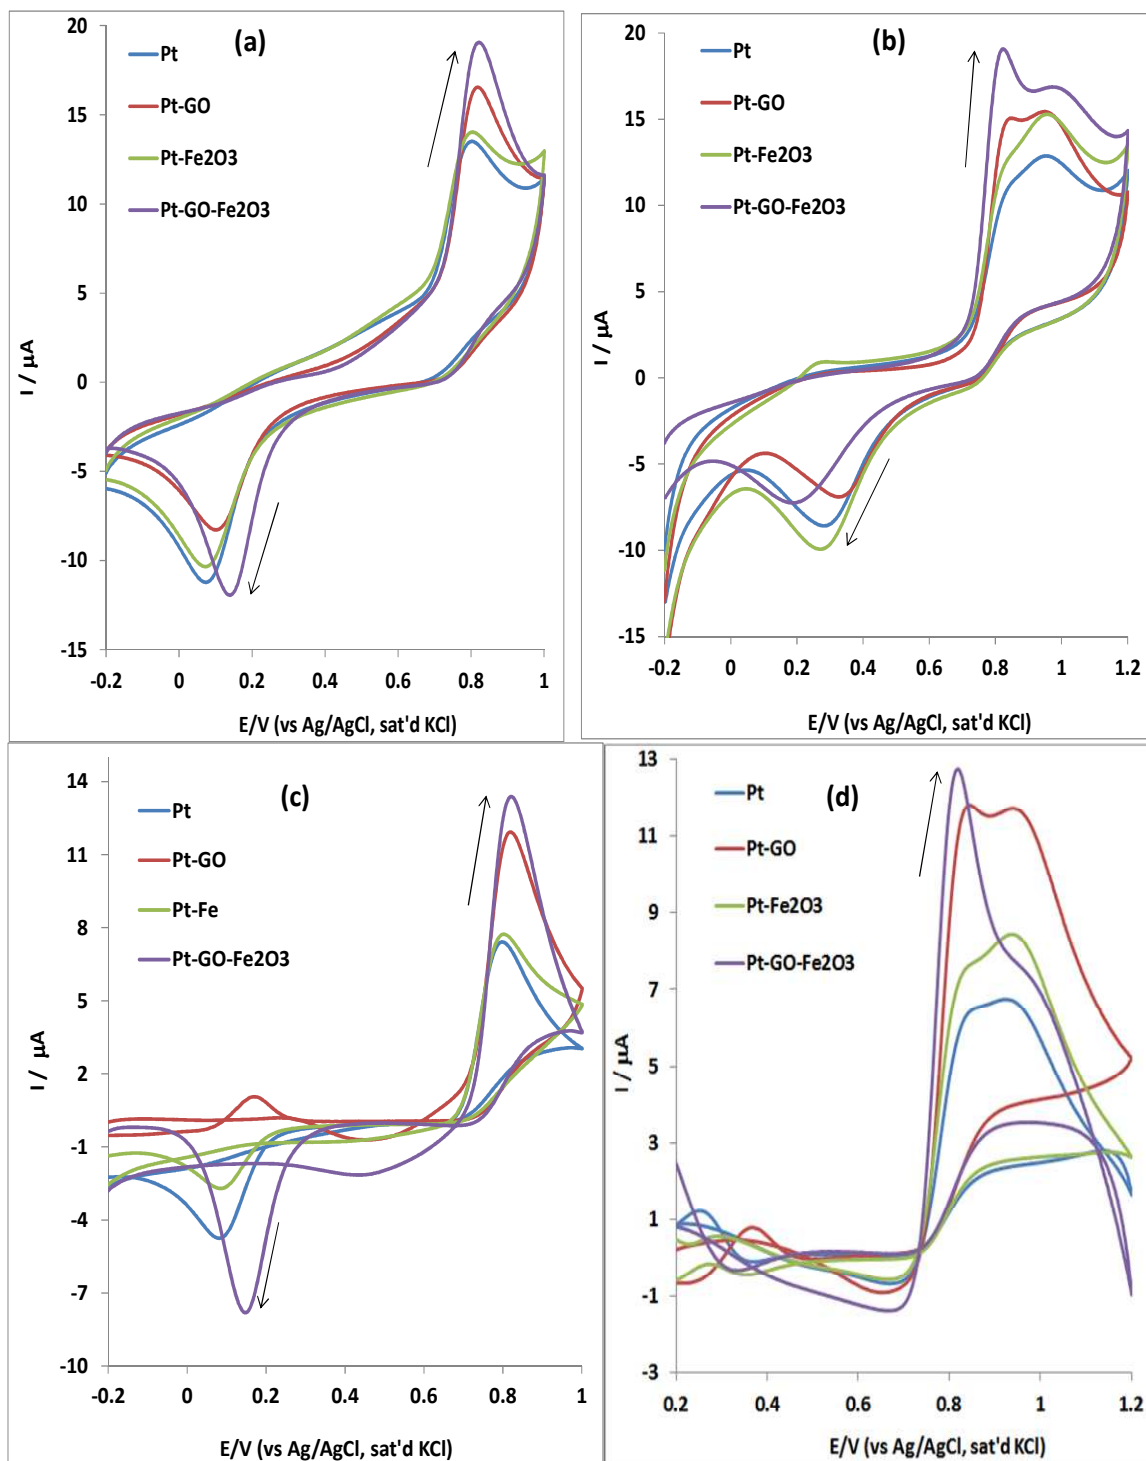 (a)
20
15
10
5
0
-5
-10
-15
I / μA
Pt
Pt-GO
Pt-Fe2O3
Pt-GO-Fe2O3
-0.2 0 0.2 0.4 0.6 0.8 1
E/V (vs Ag/AgCl, sat'd KCl)
(b)
20
15
10
5
0
-5
-10
-15
I / μA
Pt
Pt-GO
Pt-Fe2O3
Pt-GO-Fe2O3
-0.2 0 0.2 0.4 0.6 0.8 1 1.2
E/V (vs Ag/AgCl, sat'd KCl)
(c)
14
11
8
5
2
-1
-4
-7
-10
I / μA
Pt
Pt-GO
Pt-Fe
Pt-GO-Fe2O3
-0.2 0 0.2 0.4 0.6 0.8 1
E/V (vs Ag/AgCl, sat'd KCl)
(d)
13
11
9
7
5
3
1
-1
-3
I / μA
Pt
Pt-GO
Pt-Fe2O3
Pt-GO-Fe2O3
0.2 0.4 0.6 0.8 1 1.2
E/V (vs Ag/AgCl, sat'd KCl)